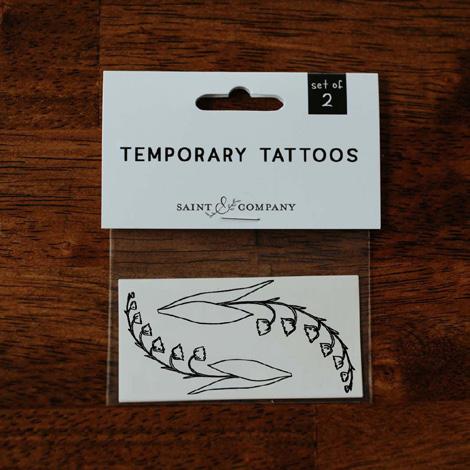 set of
2
TEMPORARY TATTOOS
SAINT & COMPANY